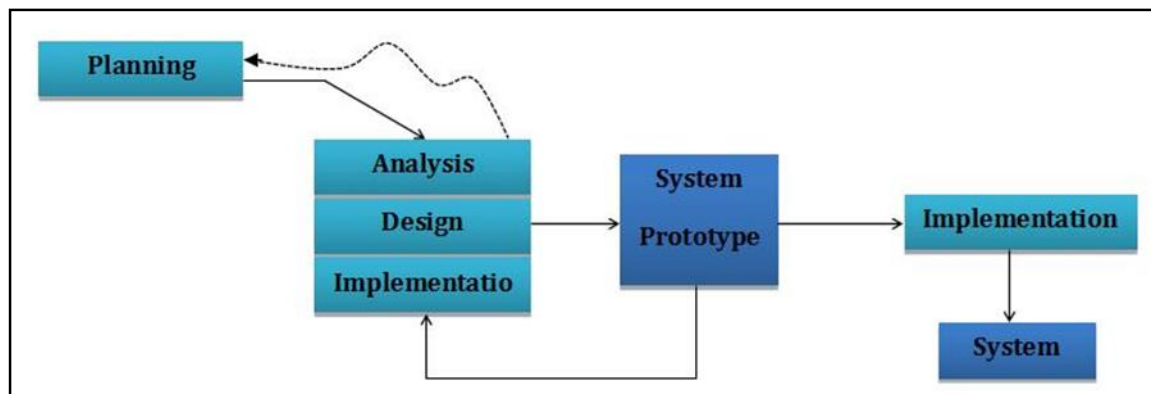 Planning
Analysis
Design
Implementatio
System
Prototype
Implementation
System